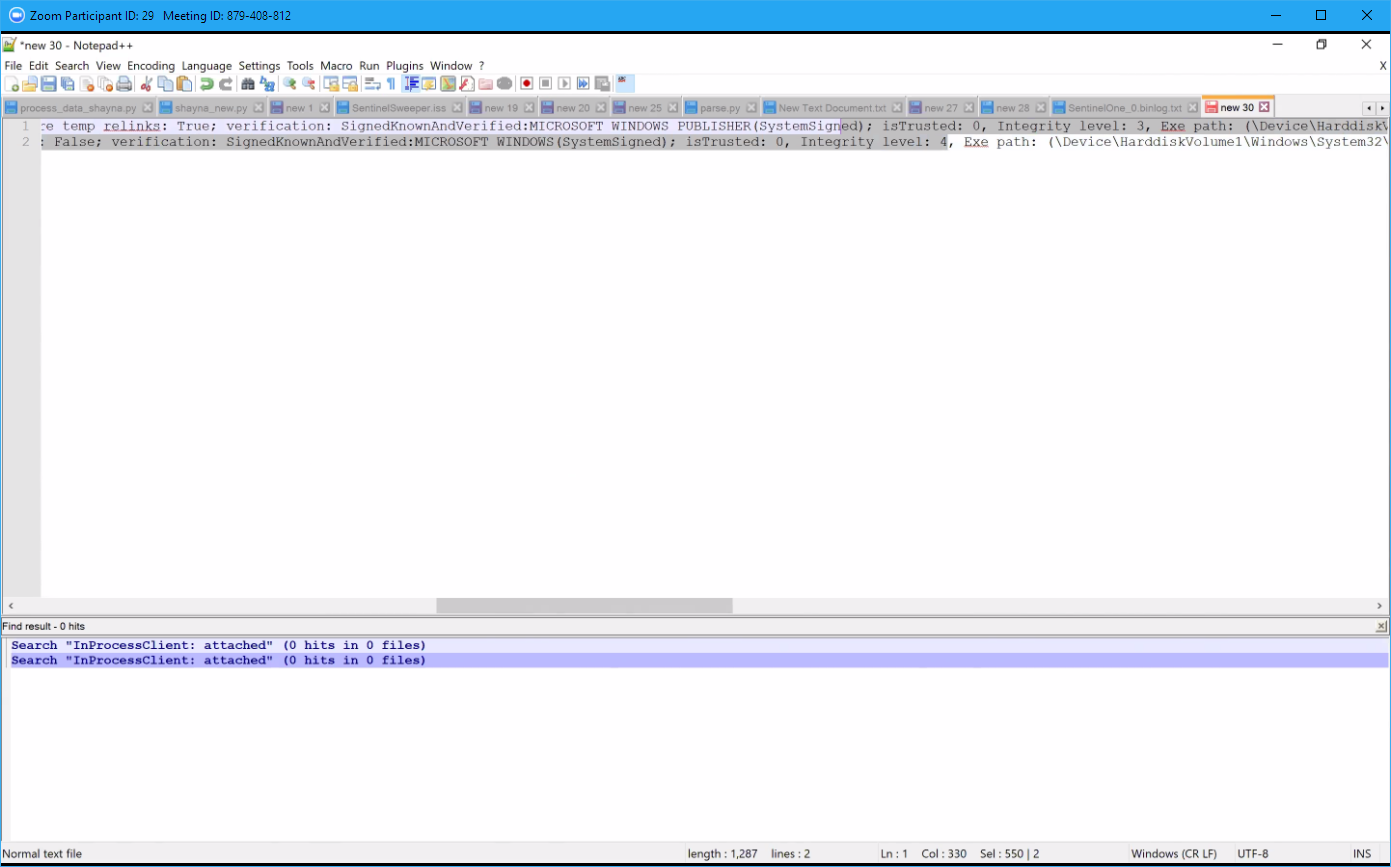 Zoom Participant ID: 29 Meeting ID: 879-408-812
*new 30 - Notepad++
File Edit Search View Encoding Language Settings Tools Macro Run Plugins Window ? X
process_data_shayna.py shayna_new.py new 1 SentinelSweeper.iss new 19 new 20 new 25 parse.py New Text Document.txt new 27 new 28 SentinelOne_0.binlog.txt new 30
1 re temp relinks: True; verification: SignedKnownAndVerified:MICROSOFT WINDOWS PUBLISHER(SystemSigned); isTrusted: 0, Integrity level: 3, Exe path: (\Device\HarddiskV
2 : False; verification: SignedKnownAndVerified:MICROSOFT WINDOWS(SystemSigned); isTrusted: 0, Integrity level: 4, Exe path: (\Device\HarddiskVolume1\Windows\System32\
Find result - 0 hits
Search "InProcessClient: attached" (0 hits in 0 files)
Search "InProcessClient: attached" (0 hits in 0 files)
Normal text file length : 1,287 lines : 2 Ln : 1 Col : 330 Sel : 550 | 2 Windows (CR LF) UTF-8 INS